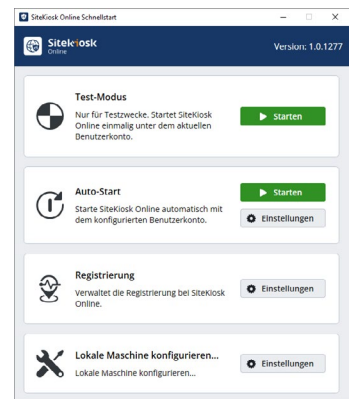 SiteKiosk Online Schnellstart
Sitekiosk
Online
Version: 1.0.1277
Test-Modus
Nur für Testzwecke. Startet SiteKiosk
Online einmalig unter dem aktuellen
Benutzerkonto.
Starten
Auto-Start
Starte SiteKiosk Online automatisch mit
dem konfigurierten Benutzerkonto.
Starten
Einstellungen
Registrierung
Verwaltet die Registrierung bei SiteKiosk
Online.
Einstellungen
Lokale Maschine konfigurieren...
Lokale Maschine konfigurieren...
Einstellungen